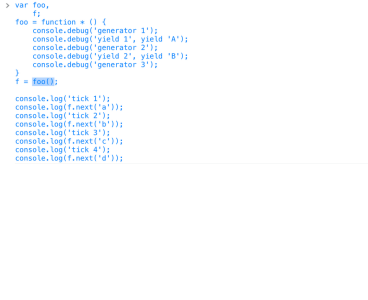 > var foo,
f;
foo = function * () {
console.debug('generator 1');
console.debug('yield 1', yield 'A');
console.debug('generator 2');
console.debug('yield 2', yield 'B');
console.debug('generator 3');
}
f = foo();
console.log('tick 1');
console.log(f.next('a'));
console.log('tick 2');
console.log(f.next('b'));
console.log('tick 3');
console.log(f.next('c'));
console.log('tick 4');
console.log(f.next('d'));